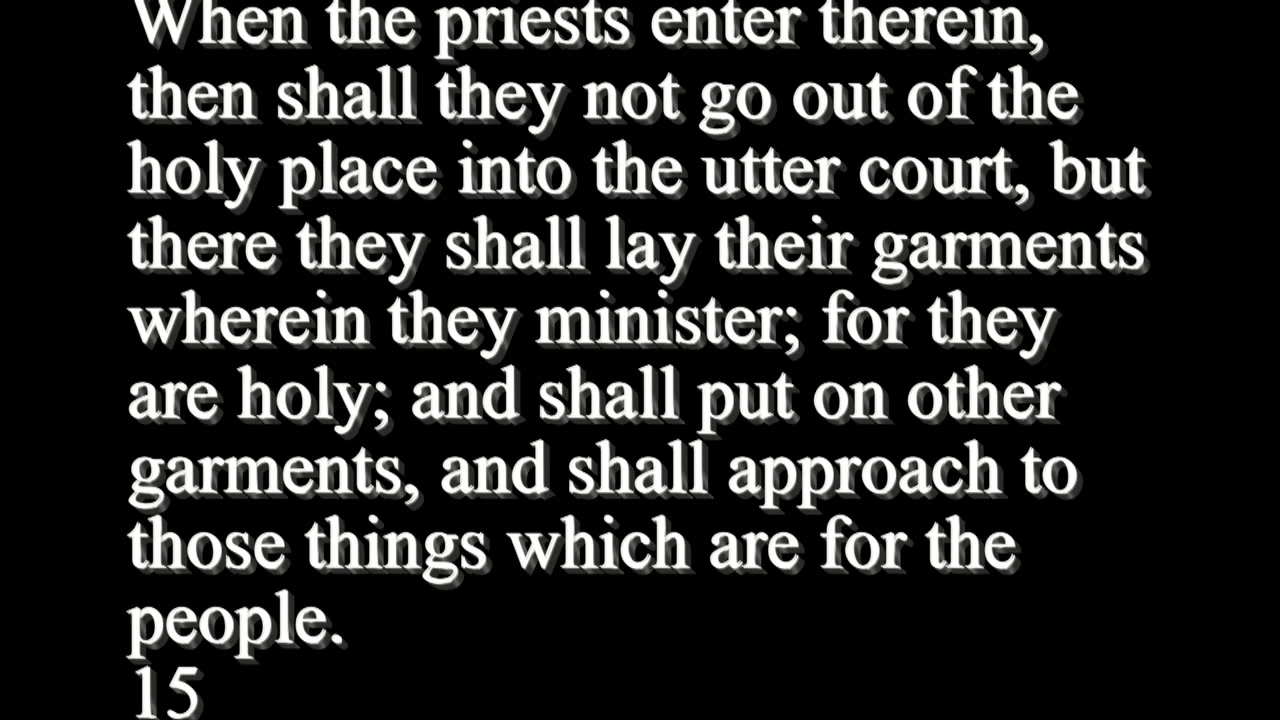 When the priests enter therein,
then shall they not go out of the
holy place into the utter court, but
there they shall lay their garments
wherein they minister; for they
are holy; and shall put on other
garments, and shall approach to
those things which are for the
people.
15